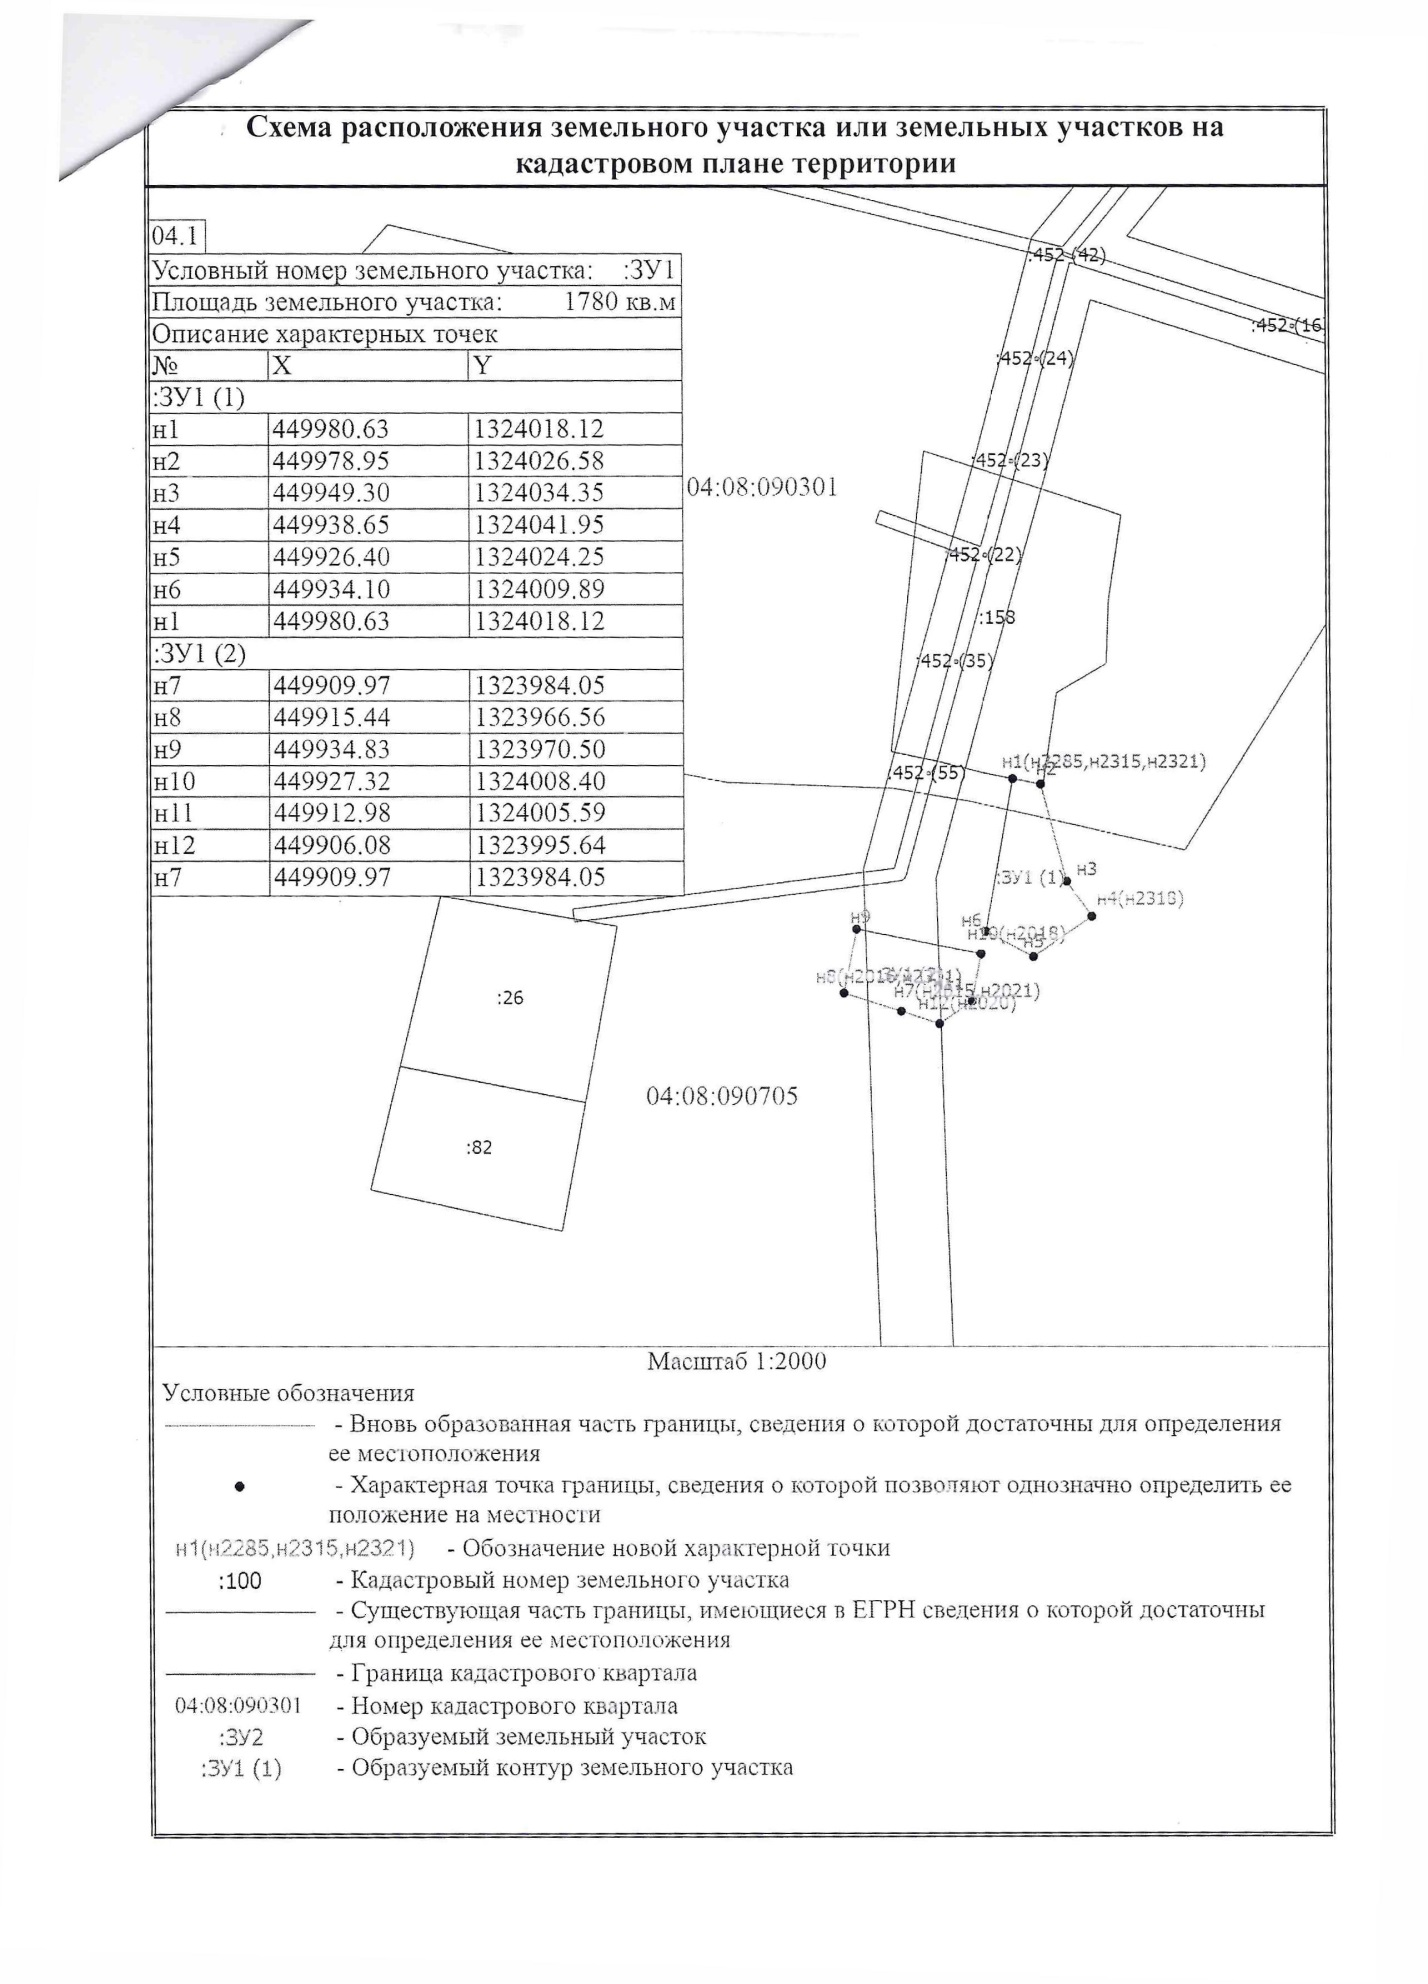 Схема расположения земельного участка или земельных участков на
кадастровом плане территории
04.1
Условный номер земельного участка: :ЗУ1
Площадь земельного участка: 1780 кв.м
Описание характерных точек
№ X Y
:ЗУ1 (1)
н1 449980.63 1324018.12
н2 449978.95 1324026.58
н3 449949.30 1324034.35
н4 449938.65 1324041.95
н5 449926.40 1324024.25
н6 449934.10 1324009.89
н1 449980.63 1324018.12
:ЗУ1 (2)
н7 449909.97 1323984.05
н8 449915.44 1323966.56
н9 449934.83 1323970.50
н10 449927.32 1324008.40
н11 449912.98 1324005.59
н12 449906.08 1323995.64
н7 449909.97 1323984.05
:452 (42)
:452 (16)
:452 (24)
:452 (23)
04:08:090301
:452 (22)
:158
:452 (35)
н1(н2285,н2315,н2321)
н2
:452 (55)
н3
:ЗУ1 (1)
н4(н2318)
н9
н6
н10(н2018)
н5
н7(н2015,н2021)
н12(н2020)
:26
04:08:090705
:82
Масштаб 1:2000
Условные обозначения
- Вновь образованная часть границы, сведения о которой достаточны для определения
ее местоположения
- Характерная точка границы, сведения о которой позволяют однозначно определить ее
положение на местности
н1(н2285,н2315,н2321) - Обозначение новой характерной точки
:100 - Кадастровый номер земельного участка
- Существующая часть границы, имеющиеся в ЕГРН сведения о которой достаточны
для определения ее местоположения
- Граница кадастрового квартала
04:08:090301 - Номер кадастрового квартала
:ЗУ2 - Образуемый земельный участок
:ЗУ1 (1) - Образуемый контур земельного участка